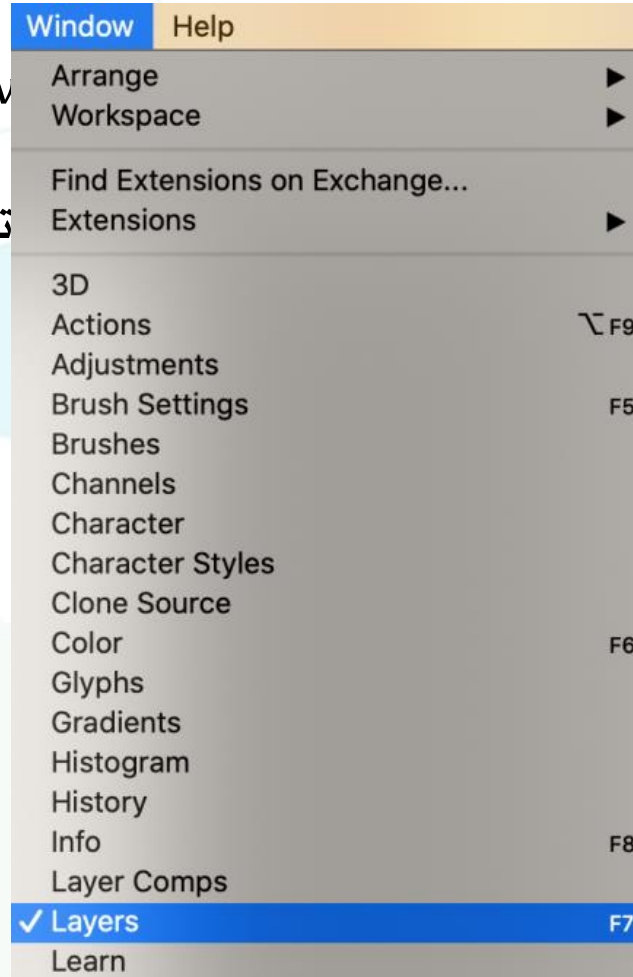 Window Help
Arrange ▶
Workspace ▶
Find Extensions on Exchange...
Extensions ▶
3D
Actions ⌥ F9
Adjustments
Brush Settings F5
Brushes
Channels
Character
Character Styles
Clone Source
Color F6
Glyphs
Gradients
Histogram
History
Info F8
Layer Comps
✓ Layers F7
Learn